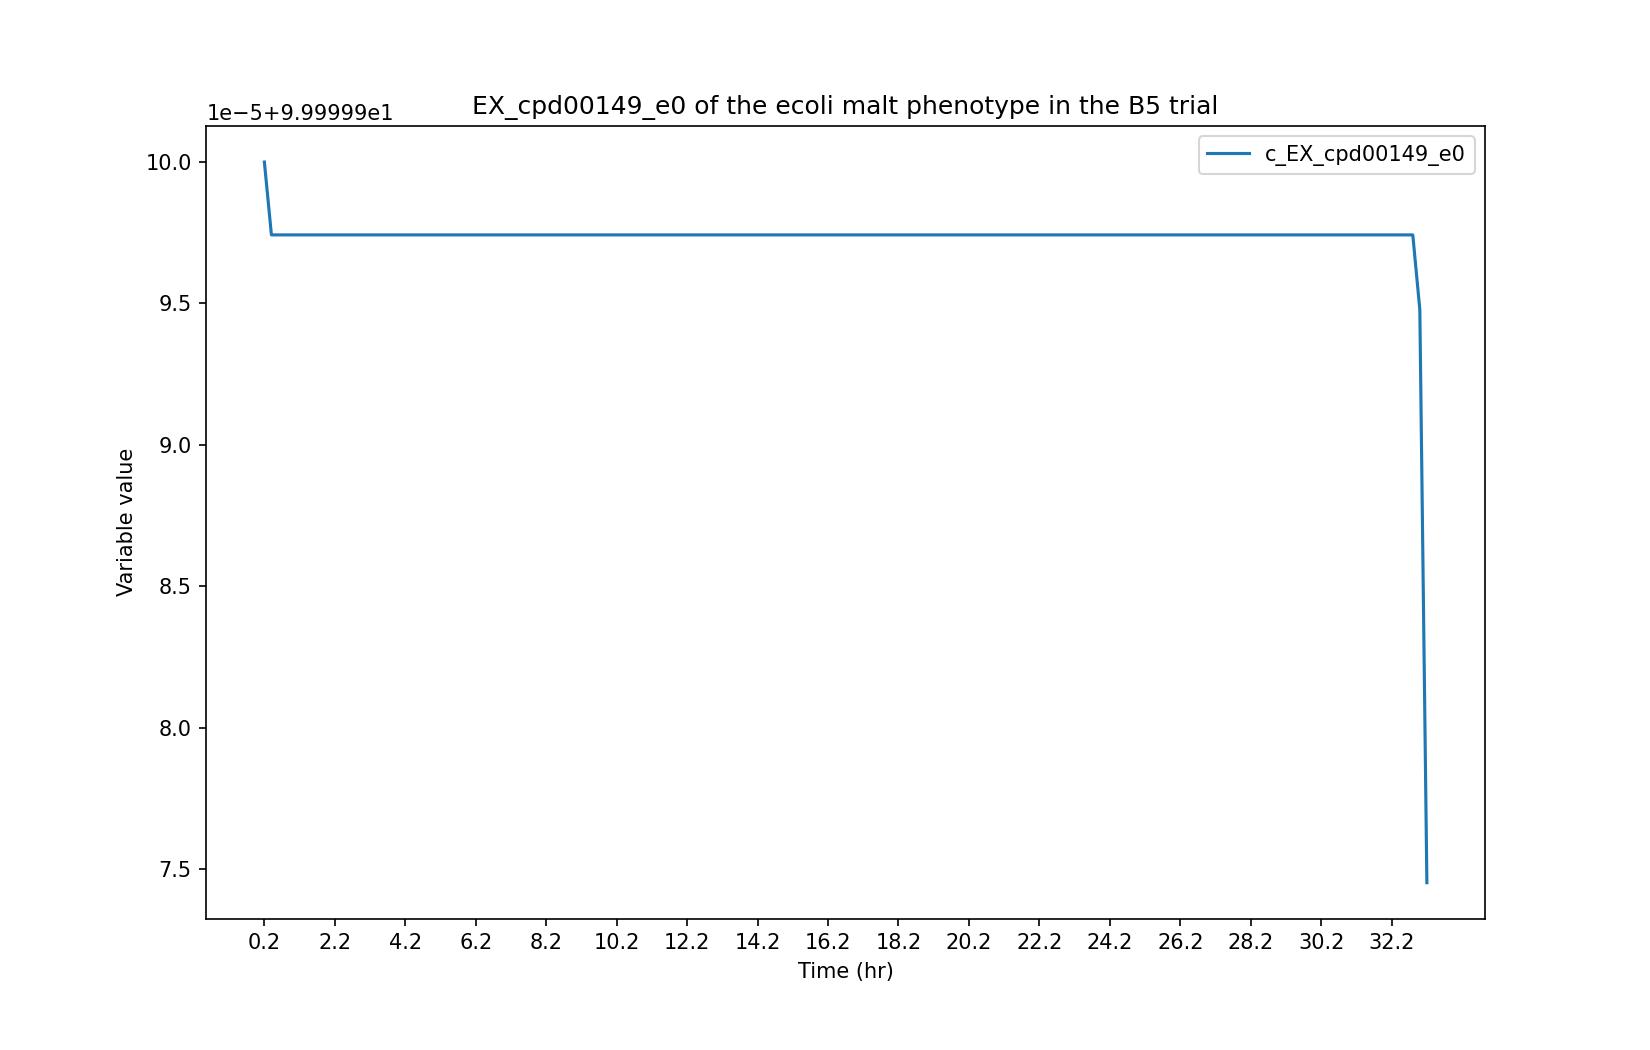 EX_cpd00149_e0 of the ecoli malt phenotype in the B5 trial
1e−5+9.99999e1
c_EX_cpd00149_e0
10.0
9.5
9.0
8.5
8.0
7.5
Variable value
0.2 2.2 4.2 6.2 8.2 10.2 12.2 14.2 16.2 18.2 20.2 22.2 24.2 26.2 28.2 30.2 32.2
Time (hr)